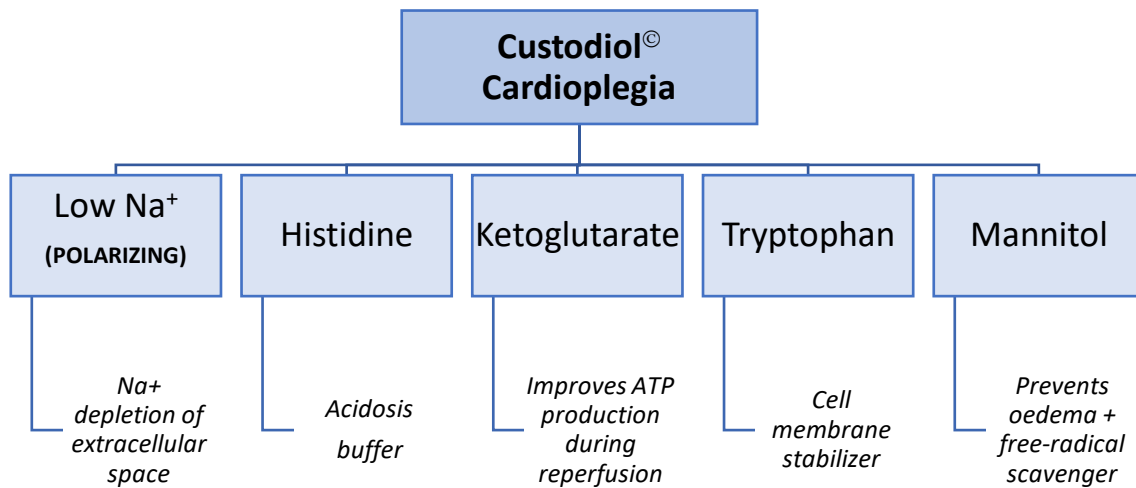 Custodiol©
Cardioplegia
Low Na⁺
(POLARIZING)
Histidine
Ketoglutarate
Tryptophan
Mannitol
Na+
depletion of
extracellular
space
Acidosis
buffer
Improves ATP
production
during
reperfusion
Cell
membrane
stabilizer
Prevents
oedema +
free-radical
scavenger